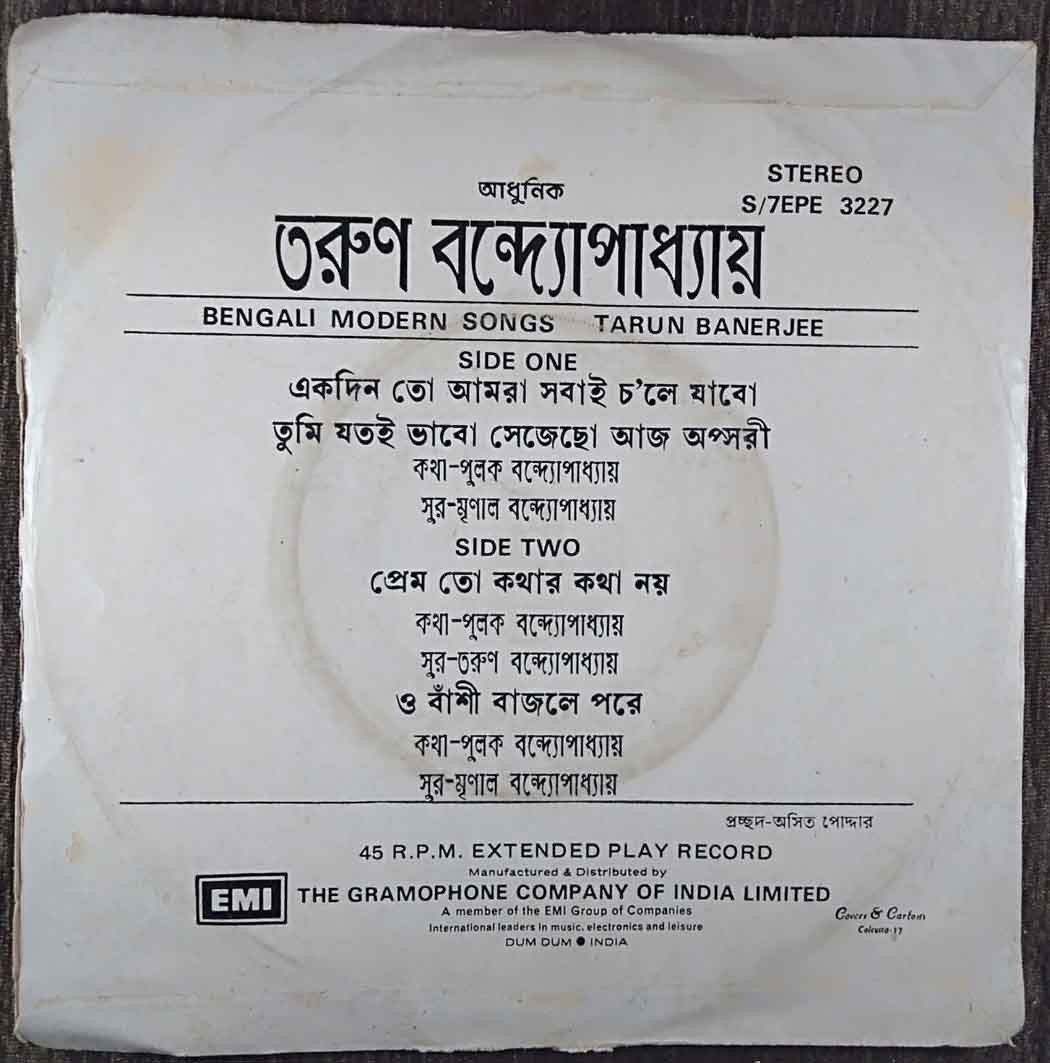 STEREO
আধুনিক
S/7EPE 3227
তরুণ বন্দ্যোপাধ্যায়
BENGALI MODERN SONGS TARUN BANERJEE
SIDE ONE
একদিন তো আমরা সবাই চ'লে যাবো
তুমি যতই ভাবো সেজেছো আজ অপ্সরী
কথা-পুলক বন্দ্যোপাধ্যায়
সুর-মৃণাল বন্দ্যোপাধ্যায়
SIDE TWO
প্রেম তো কথার কথা নয়
কথা-পুলক বন্দ্যোপাধ্যায়
সুর-তরুণ বন্দ্যোপাধ্যায়
ও বাঁশী বাজলে পরে
কথা-পুলক বন্দ্যোপাধ্যায়
সুর-মৃণাল বন্দ্যোপাধ্যায়
প্রচ্ছদ-অসিত পোদ্দার
45 R.P.M. EXTENDED PLAY RECORD
Manufactured & Distributed by
EMI THE GRAMOPHONE COMPANY OF INDIA LIMITED
A member of the EMI Group of Companies
International leaders in music, electronics and leisure
DUM DUM ● INDIA
Covers & Cartons
Calcutta-17